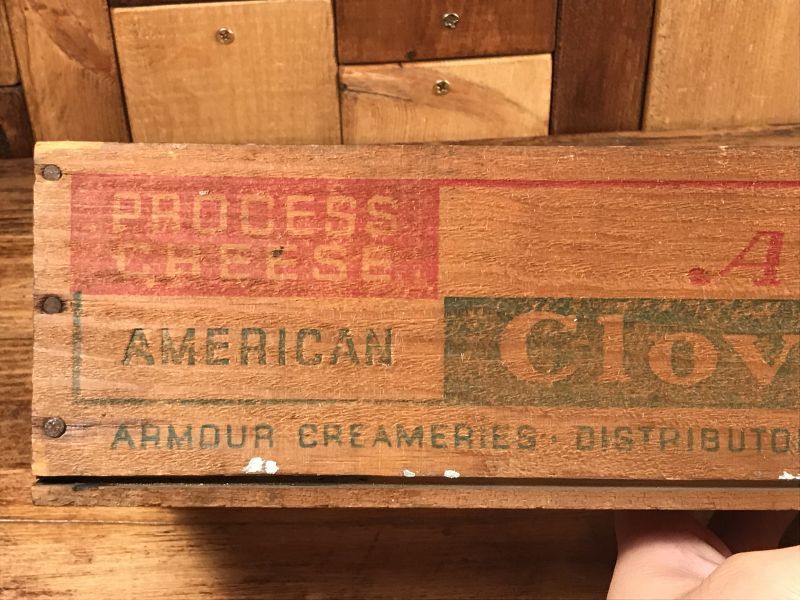 PROCESS
CHEESE
A
AMERICAN
Clov
ARMOUR CREAMERIES · DISTRIBUTO